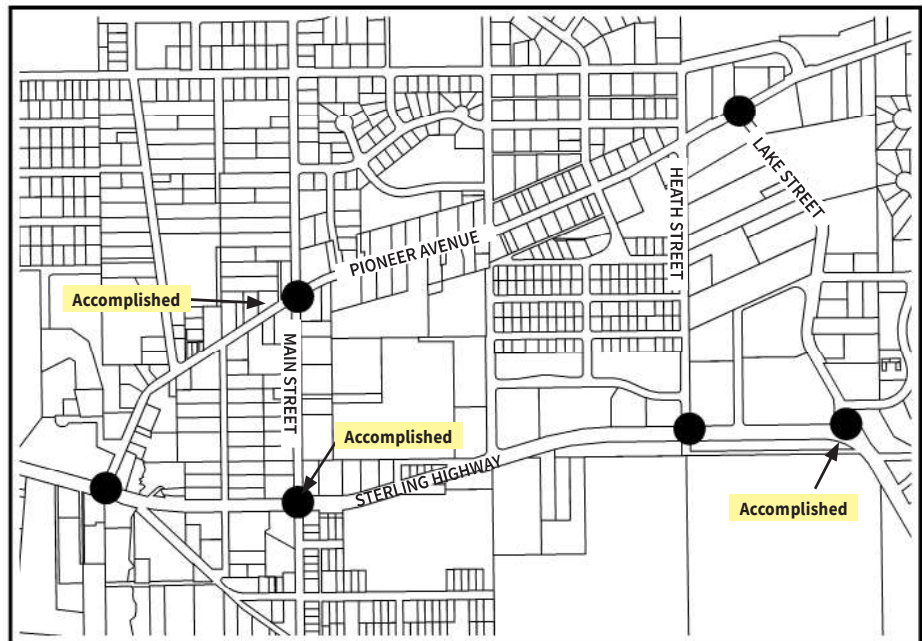 LAKE STREET
HEATH STREET
PIONEER AVENUE
Accomplished
MAIN STREET
Accomplished
STERLING HIGHWAY
Accomplished